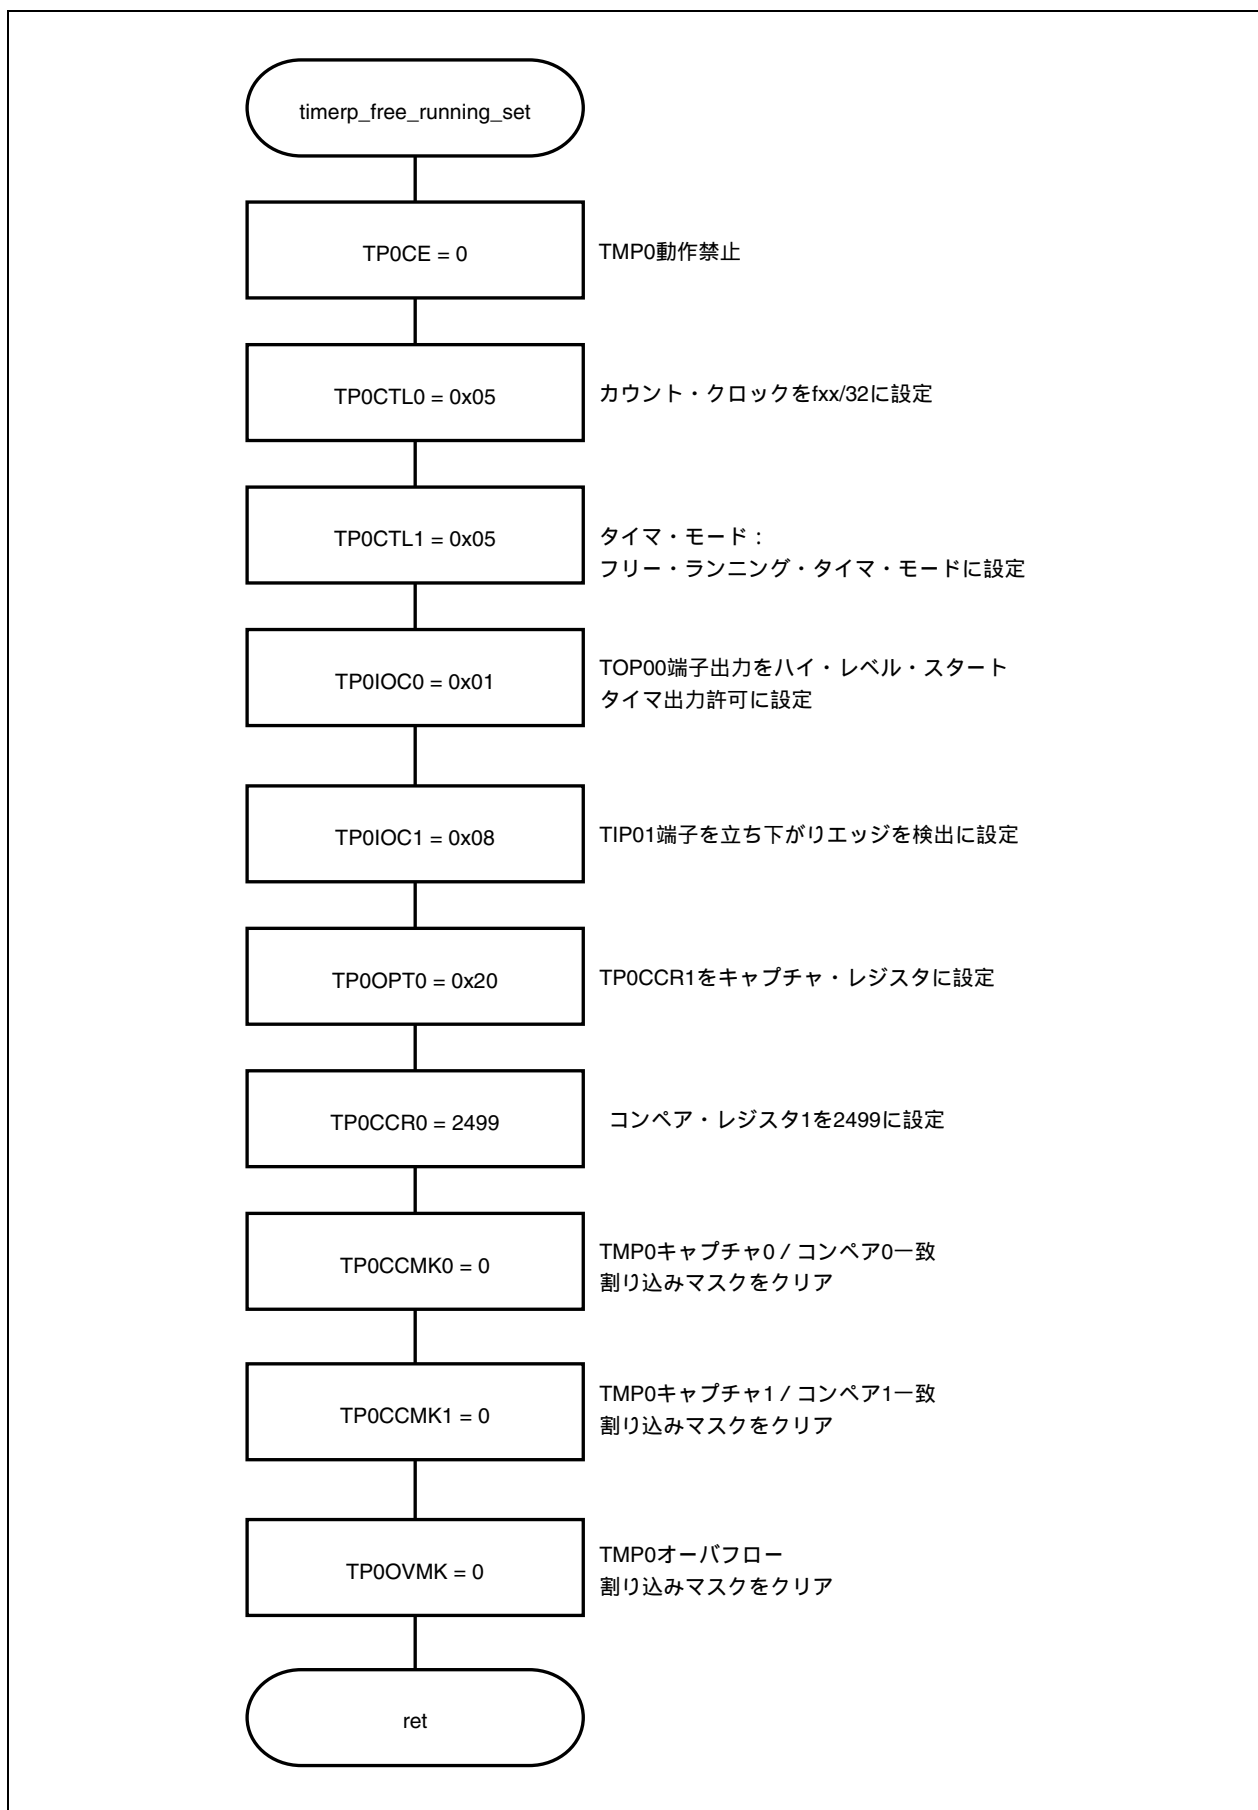 timerp_free_running_set
TP0CE = 0
TMP0動作禁止
TP0CTL0 = 0x05
カウント・クロックをfxx/32に設定
TP0CTL1 = 0x05
タイマ・モード：
フリー・ランニング・タイマ・モードに設定
TP0IOC0 = 0x01
TOP00端子出力をハイ・レベル・スタート
タイマ出力許可に設定
TP0IOC1 = 0x08
TIP01端子を立ち下がりエッジを検出に設定
TP0OPT0 = 0x20
TP0CCR1をキャプチャ・レジスタに設定
TP0CCR0 = 2499
コンペア・レジスタ1を2499に設定
TP0CCMK0 = 0
TMP0キャプチャ0／コンペア0一致
割り込みマスクをクリア
TP0CCMK1 = 0
TMP0キャプチャ1／コンペア1一致
割り込みマスクをクリア
TP0OVMK = 0
TMP0オーバフロー
割り込みマスクをクリア
ret